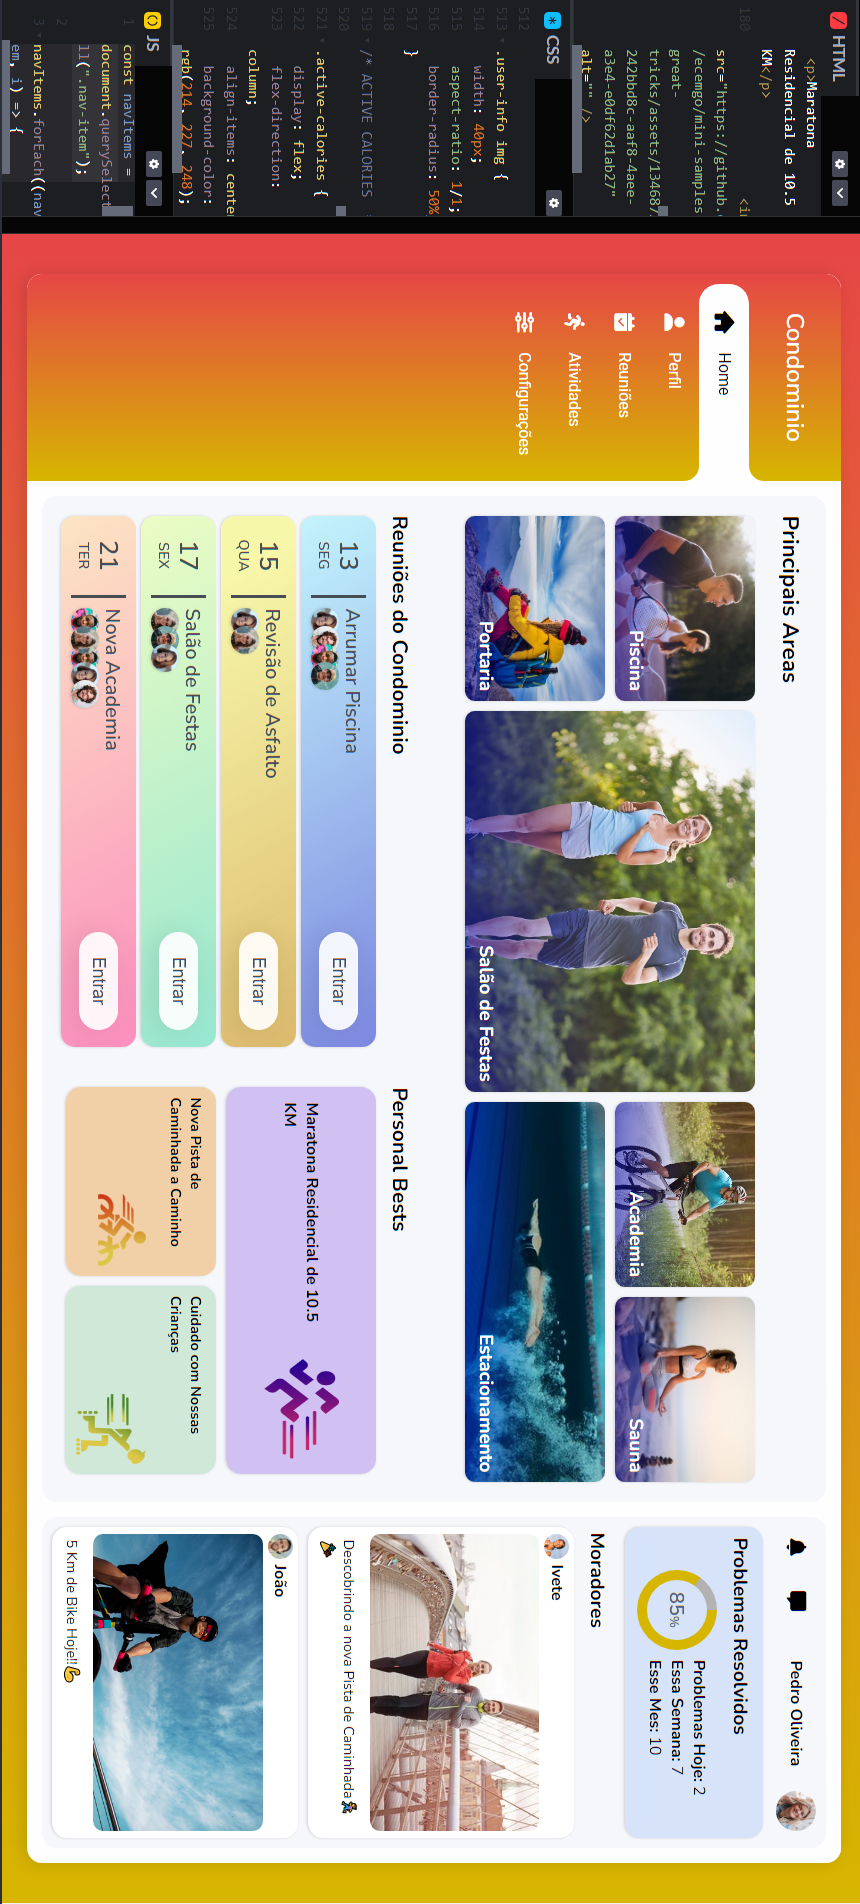 HTML
<p>Maratona
Residencial de 10.5
KM</p>
180
<i
src="https://github.
/ecemgo/mini-samples
great-
tricks/assets/134687
242bbd8c-aaf8-4aee-
a3e4-e0df62d1ab27"
alt="" />
CSS
512
513 .user-info img {
514 width: 40px;
515 aspect-ratio: 1/1;
516 border-radius: 50%
517 }
518
519 /* ACTIVE CALORIES
520
521 .active-calories {
522 display: flex;
523 flex-direction:
column;
524 align-items: center
525 background-color:
rgb(214, 227, 248);
JS
1 const navItems =
document.querySelect
ll(".nav-item");
2
3 navItems.forEach((nav
em, i) => {
Condominio
Home
Perfil
Reuniões
Atividades
Configurações
Principais Areas
Piscina
Portaria
Salão de Festas
Academia
Sauna
Estacionamento
Reuniões do Condominio
13
SEG
Arrumar Piscina
Entrar
15
QUA
Revisão de Asfalto
Entrar
17
SEX
Salão de Festas
Entrar
21
TER
Nova Academia
Entrar
Personal Bests
Maratona Residencial de 10.5
KM
Nova Pista de
Caminhada a Caminho
Cuidado com Nossas
Crianças
Pedro Oliveira
Problemas Resolvidos
85%
Problemas Hoje: 2
Essa Semana: 7
Esse Mes: 10
Moradores
Ivete
Descobrindo a nova Pista de Caminhada
João
5 Km de Bike Hoje!!💪